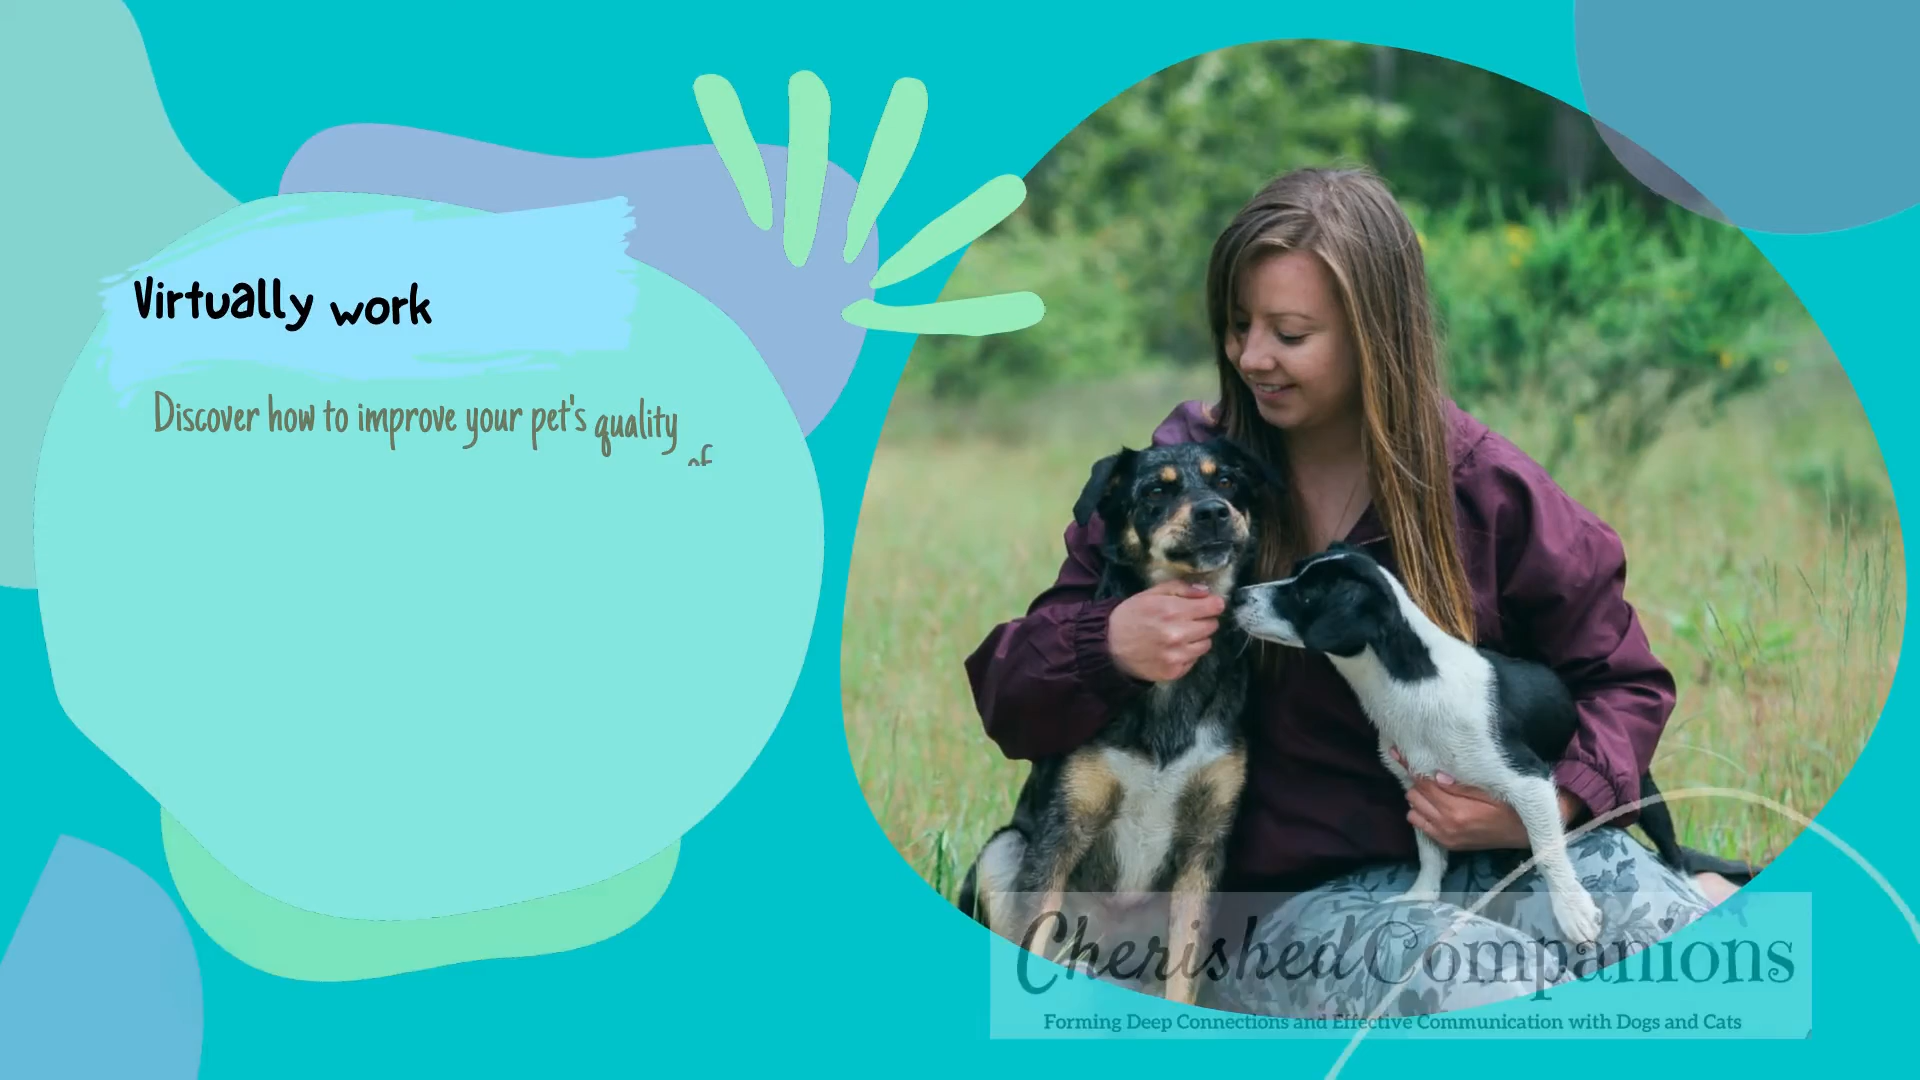 Virtually work
Discover how to improve your pet's quality
of
Cherished Companions
Forming Deep Connections and Effective Communication with Dogs and Cats